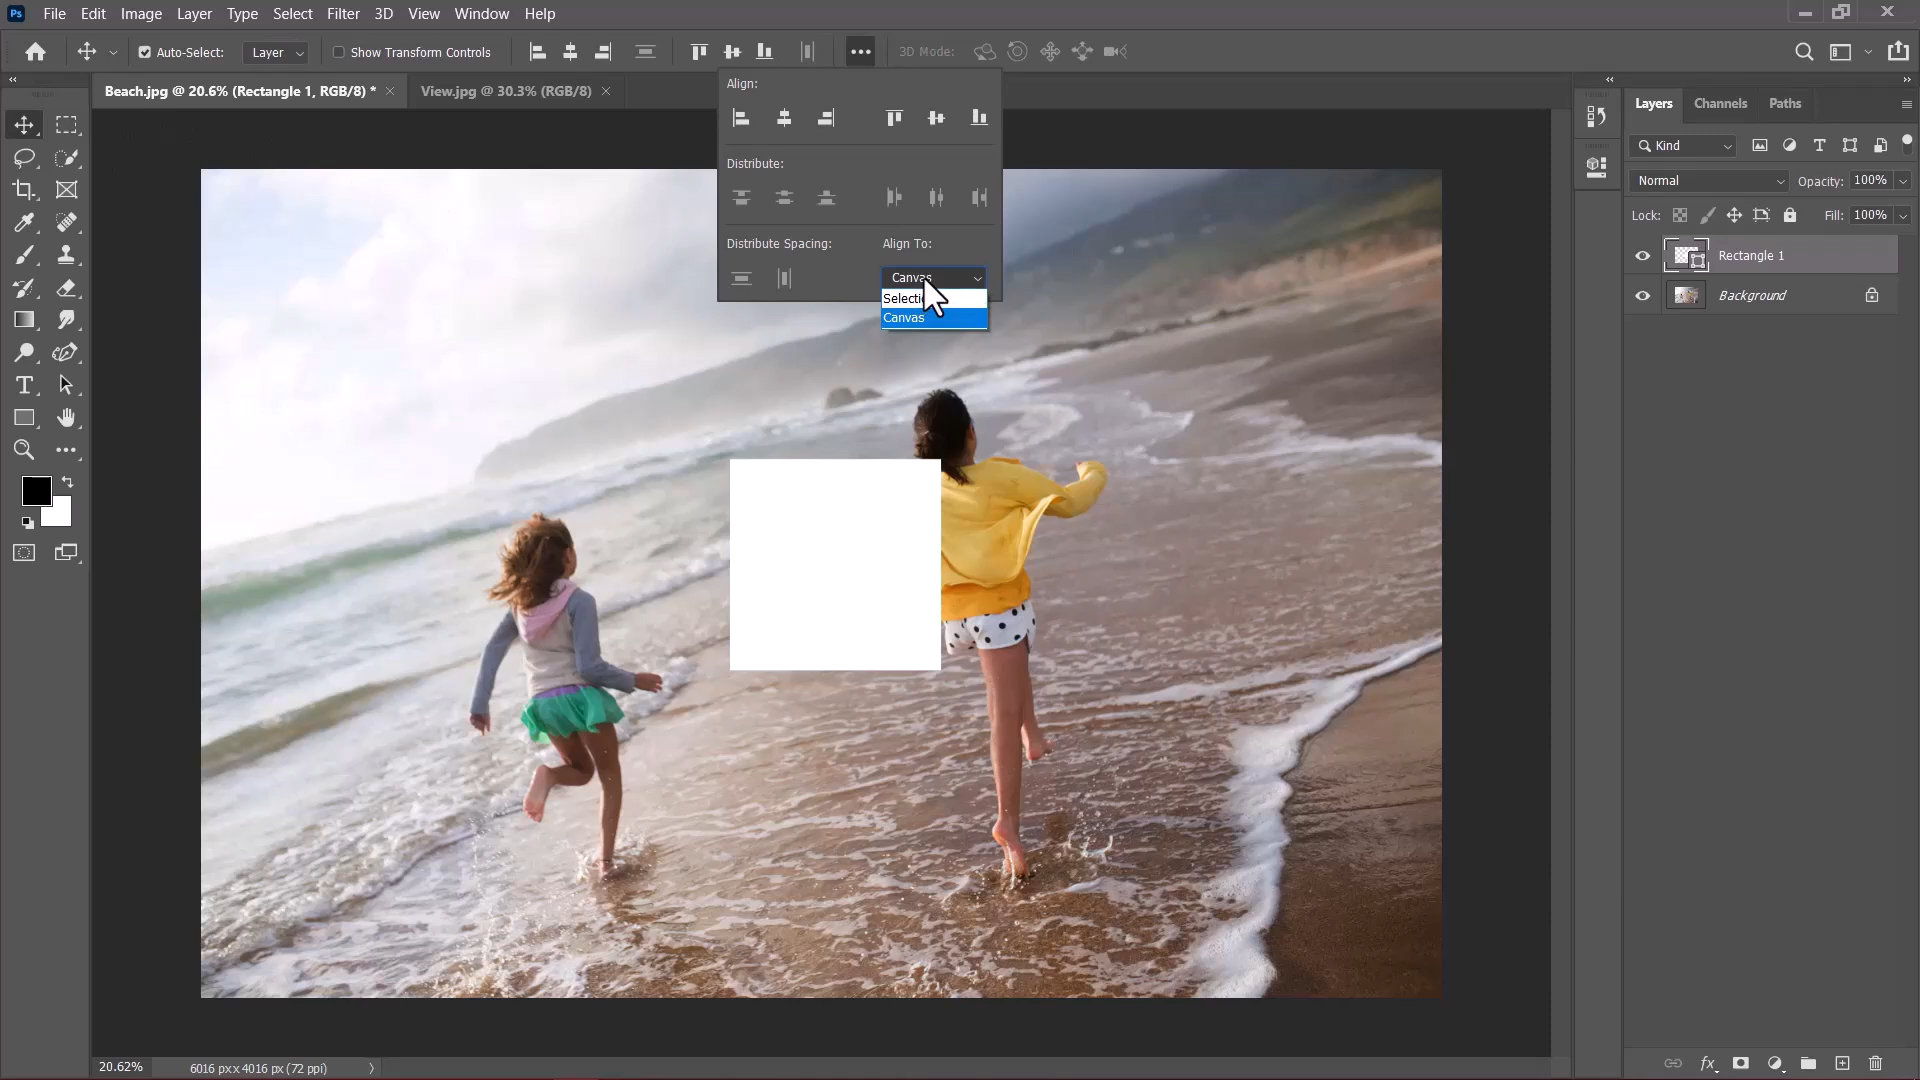 Ps File Edit Image Layer Type Select Filter 3D View Window Help
Auto-Select: Layer Show Transform Controls 3D Mode:
Beach.jpg @ 20.6% (Rectangle 1, RGB/8) * View.jpg @ 30.3% (RGB/8)
Align:
Distribute:
Distribute Spacing: Align To:
Canvas
Selecti
Canvas
Layers Channels Paths
Kind
Normal Opacity: 100%
Lock: Fill: 100%
Rectangle 1
Background
fx
20.62% 6016 px x 4016 px (72 ppi)